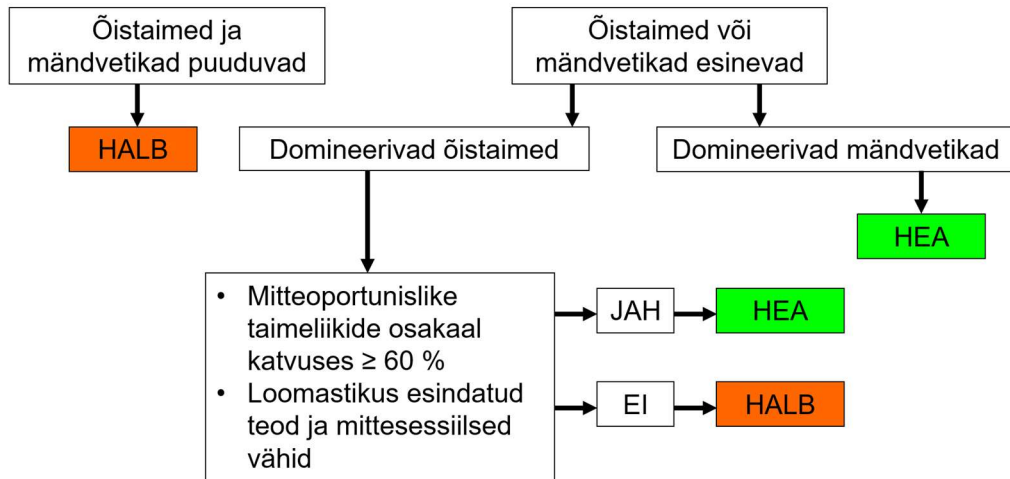 Õistaimed ja
mändvetikad puuduvad
HALB
Õistaimed või
mändvetikad esinevad
Domineerivad õistaimed
Domineerivad mändvetikad
HEA
• Mitteoportunislike
taimeliikide osakaal
katvuses ≥ 60 %
• Loomastikus esindatud
teod ja mittesessiilsed
vähid
JAH
HEA
EI
HALB